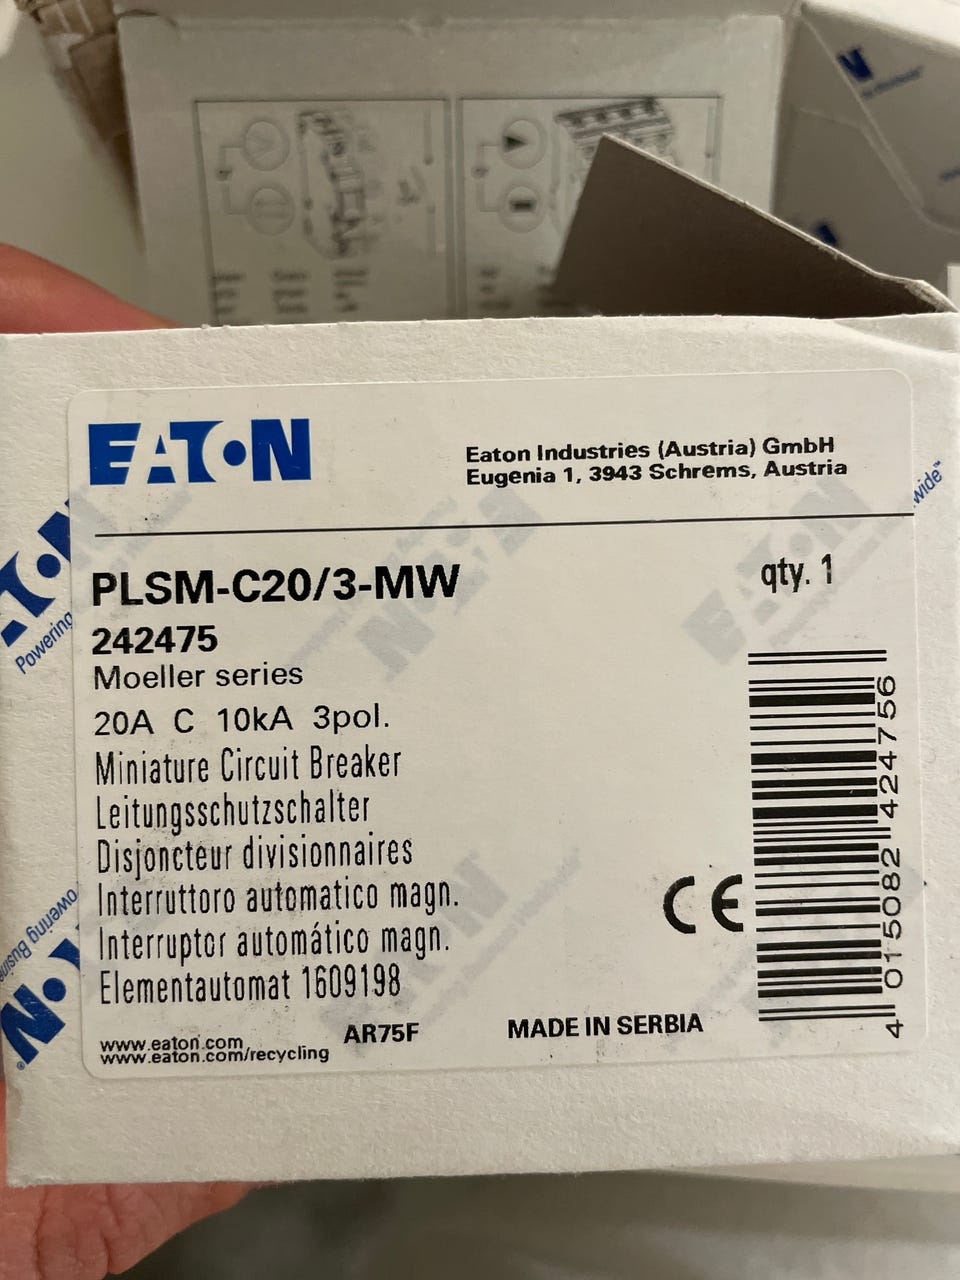 EATON
Eaton Industries (Austria) GmbH
Eugenia 1, 3943 Schrems, Austria
PLSM-C20/3-MW
qty. 1
242475
Moeller series
20A C 10kA 3pol.
Miniature Circuit Breaker
Leitungsschutzschalter
Disjoncteur divisionnaires
Interruttoro automatico magn.
Interruptor automático magn.
Elementautomat 1609198
CE
4 015082 424756
www.eaton.com
www.eaton.com/recycling
AR75F
MADE IN SERBIA
Powering
wide™